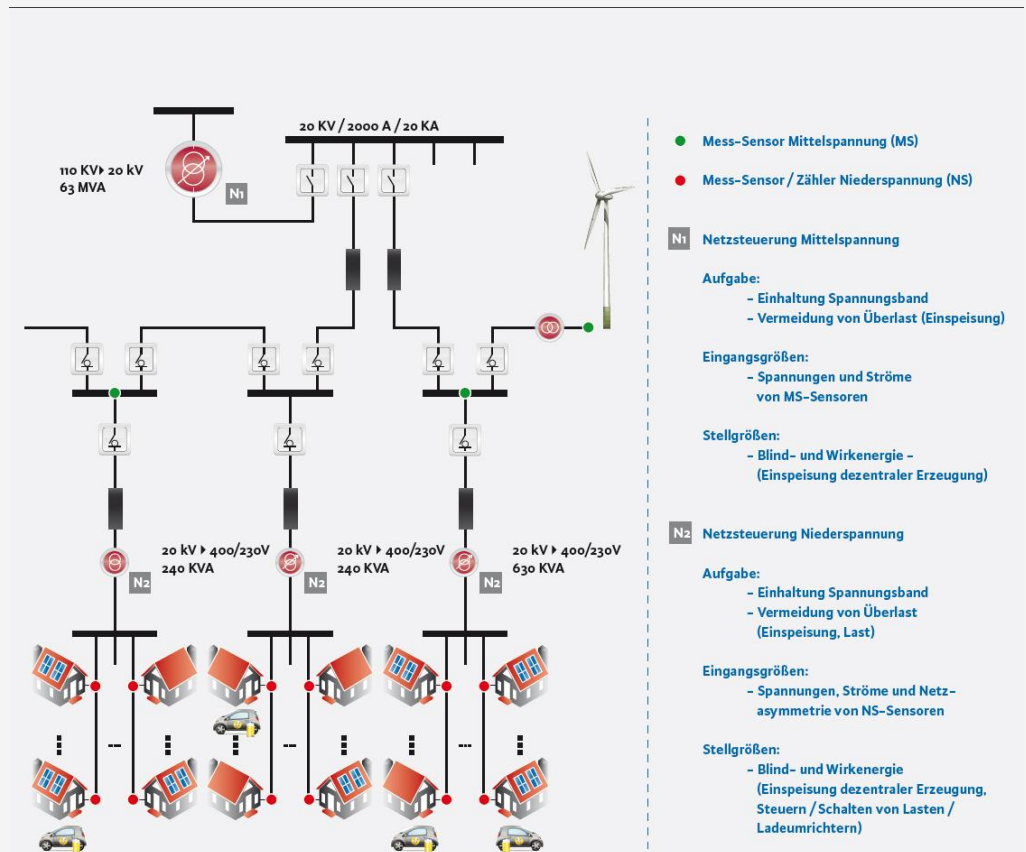 20 KV / 2000 A / 20 KA
110 KV ▸ 20 kV
63 MVA
N1
20 kV ▸ 400/230V
240 KVA
N2
20 kV ▸ 400/230V
240 KVA
N2
20 kV ▸ 400/230V
630 KVA
N2
Mess-Sensor Mittelspannung (MS)
Mess-Sensor / Zähler Niederspannung (NS)
N1 Netzsteuerung Mittelspannung
Aufgabe:
– Einhaltung Spannungsband
– Vermeidung von Überlast (Einspeisung)
Eingangsgrößen:
– Spannungen und Ströme
von MS-Sensoren
Stellgrößen:
– Blind- und Wirkenergie –
(Einspeisung dezentraler Erzeugung)
N2 Netzsteuerung Niederspannung
Aufgabe:
– Einhaltung Spannungsband
– Vermeidung von Überlast
(Einspeisung, Last)
Eingangsgrößen:
– Spannungen, Ströme und Netz-
asymmetrie von NS-Sensoren
Stellgrößen:
– Blind- und Wirkenergie
(Einspeisung dezentraler Erzeugung,
Steuern / Schalten von Lasten /
Ladeumrichtern)